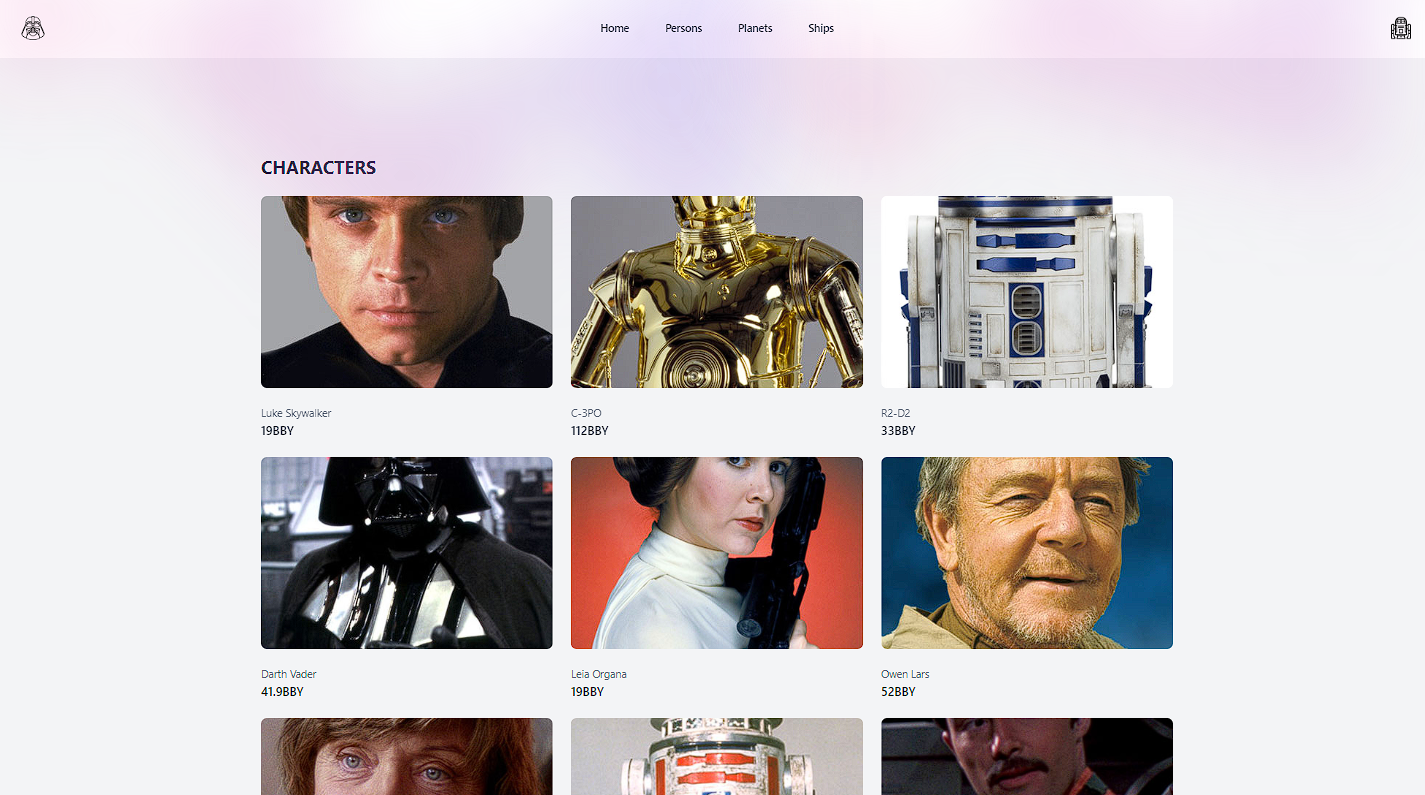 Home
Persons
Planets
Ships
CHARACTERS
Luke Skywalker
19BBY
C-3PO
112BBY
R2-D2
33BBY
Darth Vader
41.9BBY
Leia Organa
19BBY
Owen Lars
52BBY